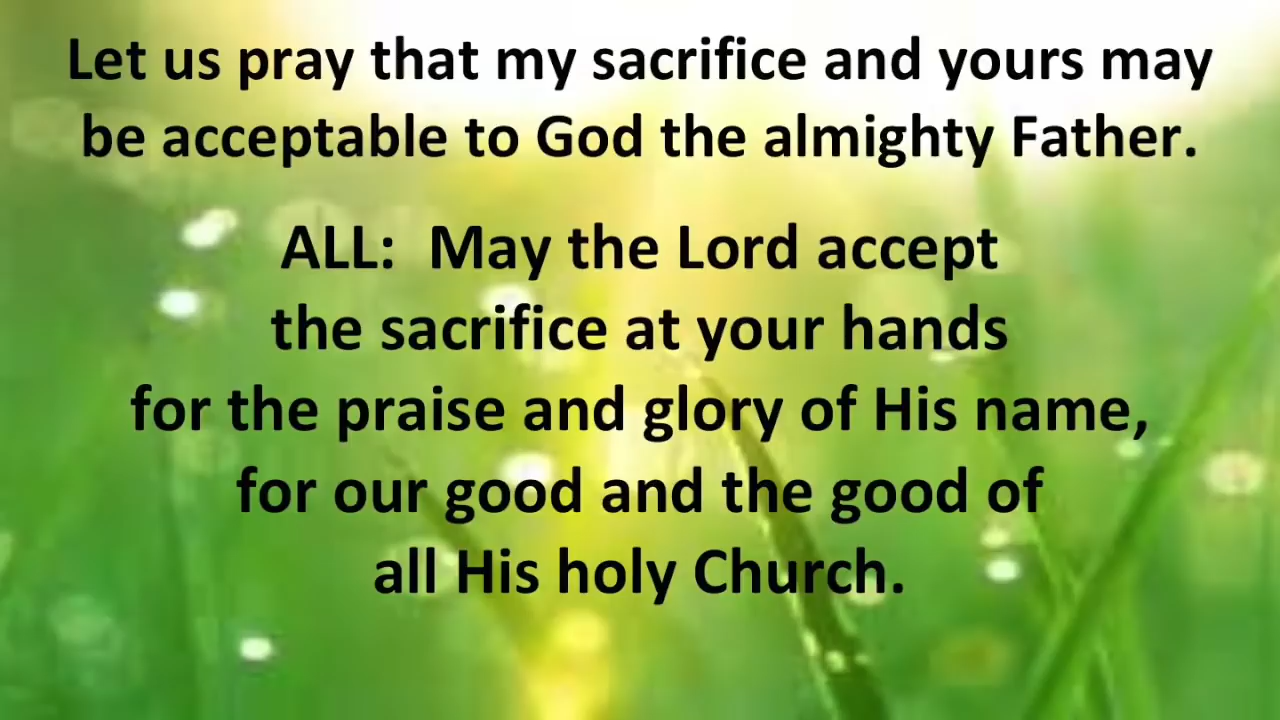 Let us pray that my sacrifice and yours may
be acceptable to God the almighty Father.
ALL:  May the Lord accept
the sacrifice at your hands
for the praise and glory of His name,
for our good and the good of
all His holy Church.